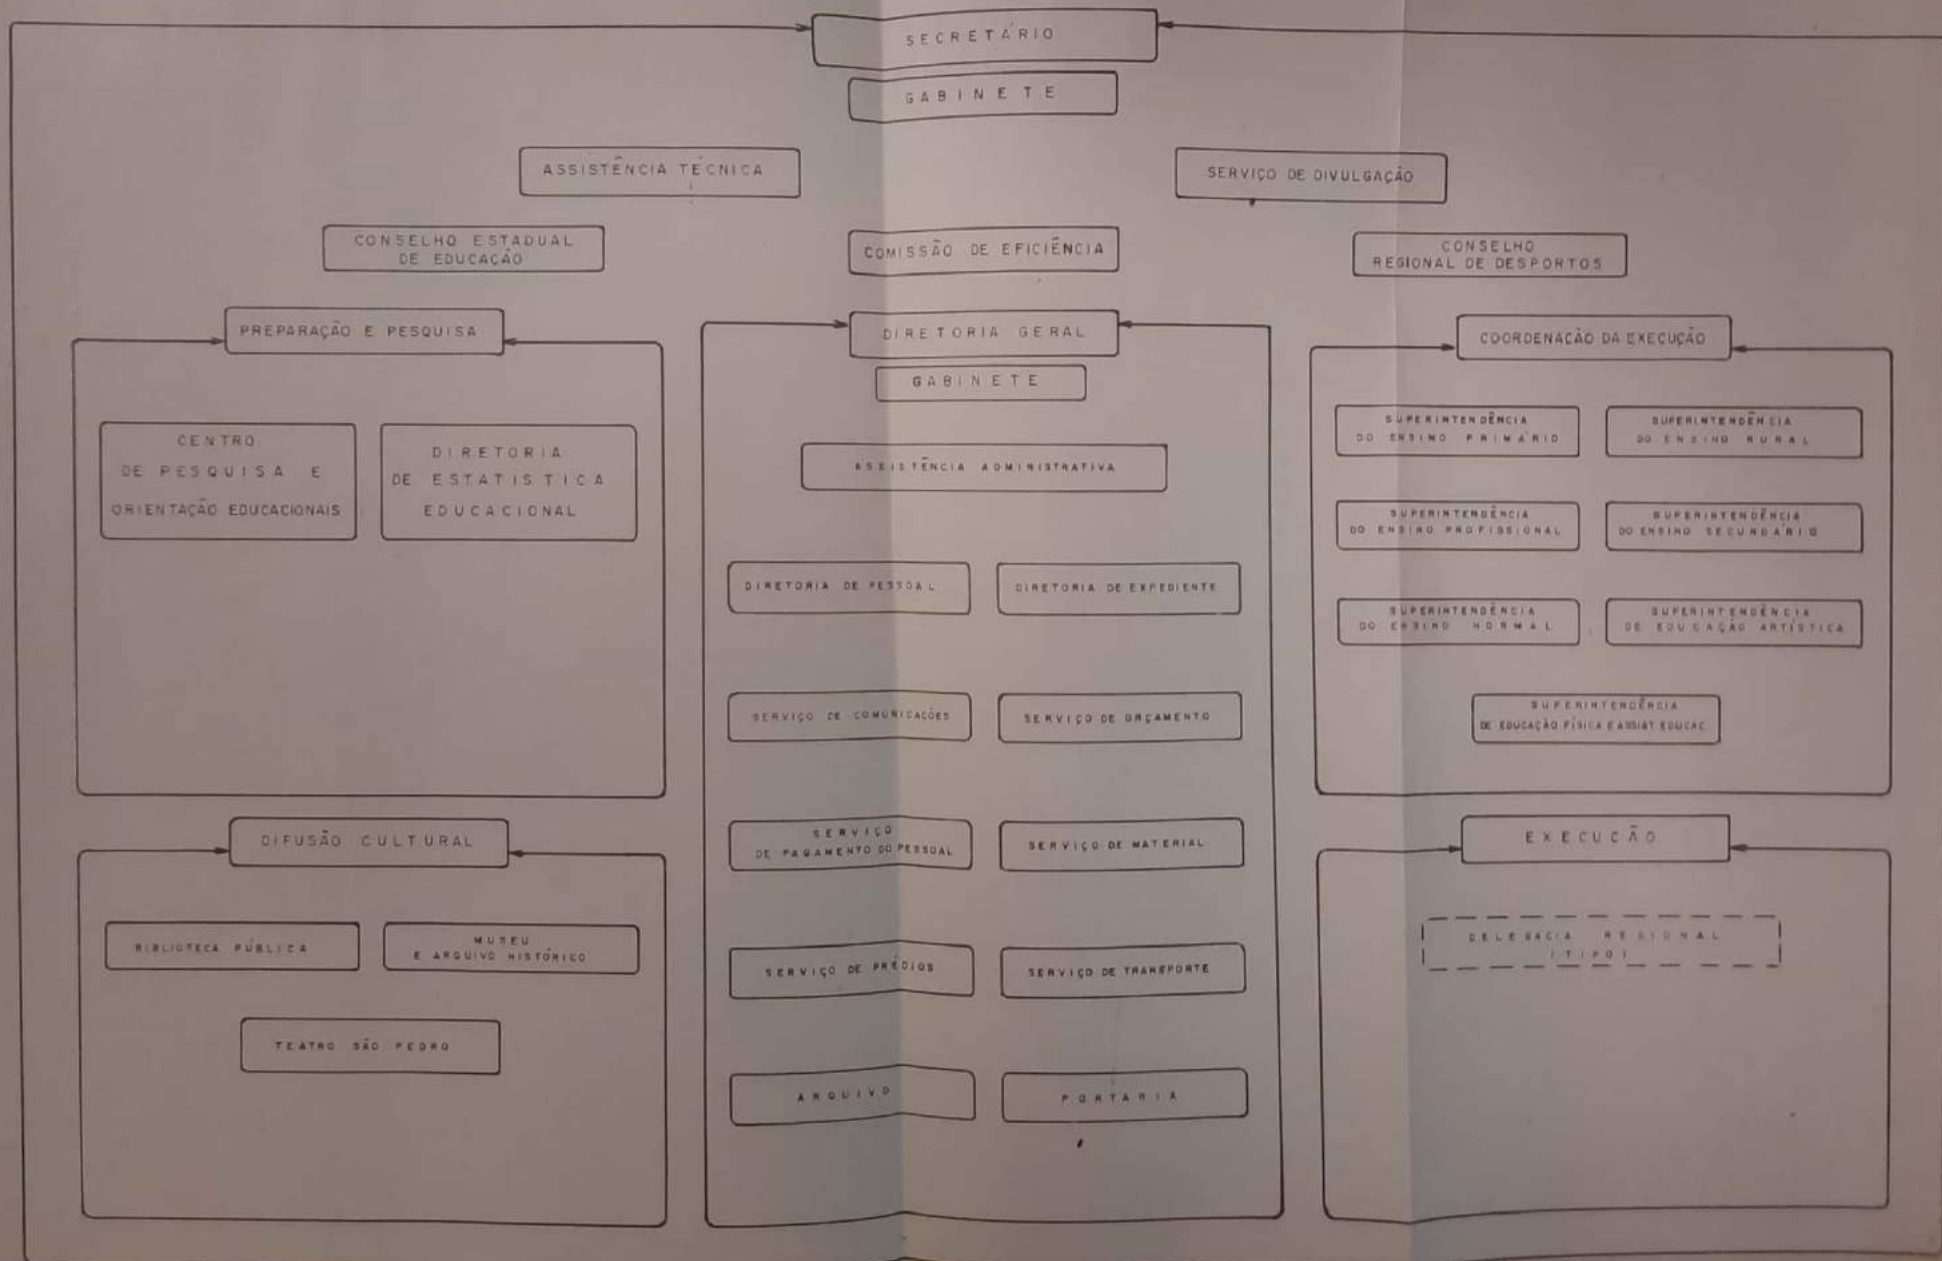 SECRETÁRIO
GABINETE
ASSISTÊNCIA TÉCNICA
SERVIÇO DE DIVULGAÇÃO
CONSELHO ESTADUAL
DE EDUCAÇÃO
COMISSÃO DE EFICIÊNCIA
CONSELHO
REGIONAL DE DESPORTOS
PREPARAÇÃO E PESQUISA
CENTRO
DE PESQUISA E
ORIENTAÇÃO EDUCACIONAIS
DIRETORIA
DE ESTATISTICA
EDUCACIONAL
DIFUSÃO CULTURAL
BIBLIOTECA PÚBLICA
MUSEU
E ARQUIVO HISTÓRICO
TEATRO SÃO PEDRO
DIRETORIA GERAL
GABINETE
ASSISTÊNCIA ADMINISTRATIVA
DIRETORIA DE PESSOAL
DIRETORIA DE EXPEDIENTE
SERVIÇO DE COMUNICAÇÕES
SERVIÇO DE ORÇAMENTO
SERVIÇO
DE PAGAMENTO DO PESSOAL
SERVIÇO DE MATERIAL
SERVIÇO DE PRÉDIOS
SERVIÇO DE TRANSPORTE
ARQUIVO
PORTARIA
COORDENAÇÃO DA EXECUÇÃO
SUPERINTENDÊNCIA
DO ENSINO PRIMÁRIO
SUPERINTENDÊNCIA
DO ENSINO RURAL
SUPERINTENDÊNCIA
DO ENSINO PROFISSIONAL
SUPERINTENDÊNCIA
DO ENSINO SECUNDÁRIO
SUPERINTENDÊNCIA
DO ENSINO NORMAL
SUPERINTENDÊNCIA
DE EDUCAÇÃO ARTÍSTICA
SUPERINTENDÊNCIA
DE EDUCAÇÃO FÍSICA E ASSIST EDUCAC
EXECUCÃO
DELEGACIA REGIONAL
(TIPO)